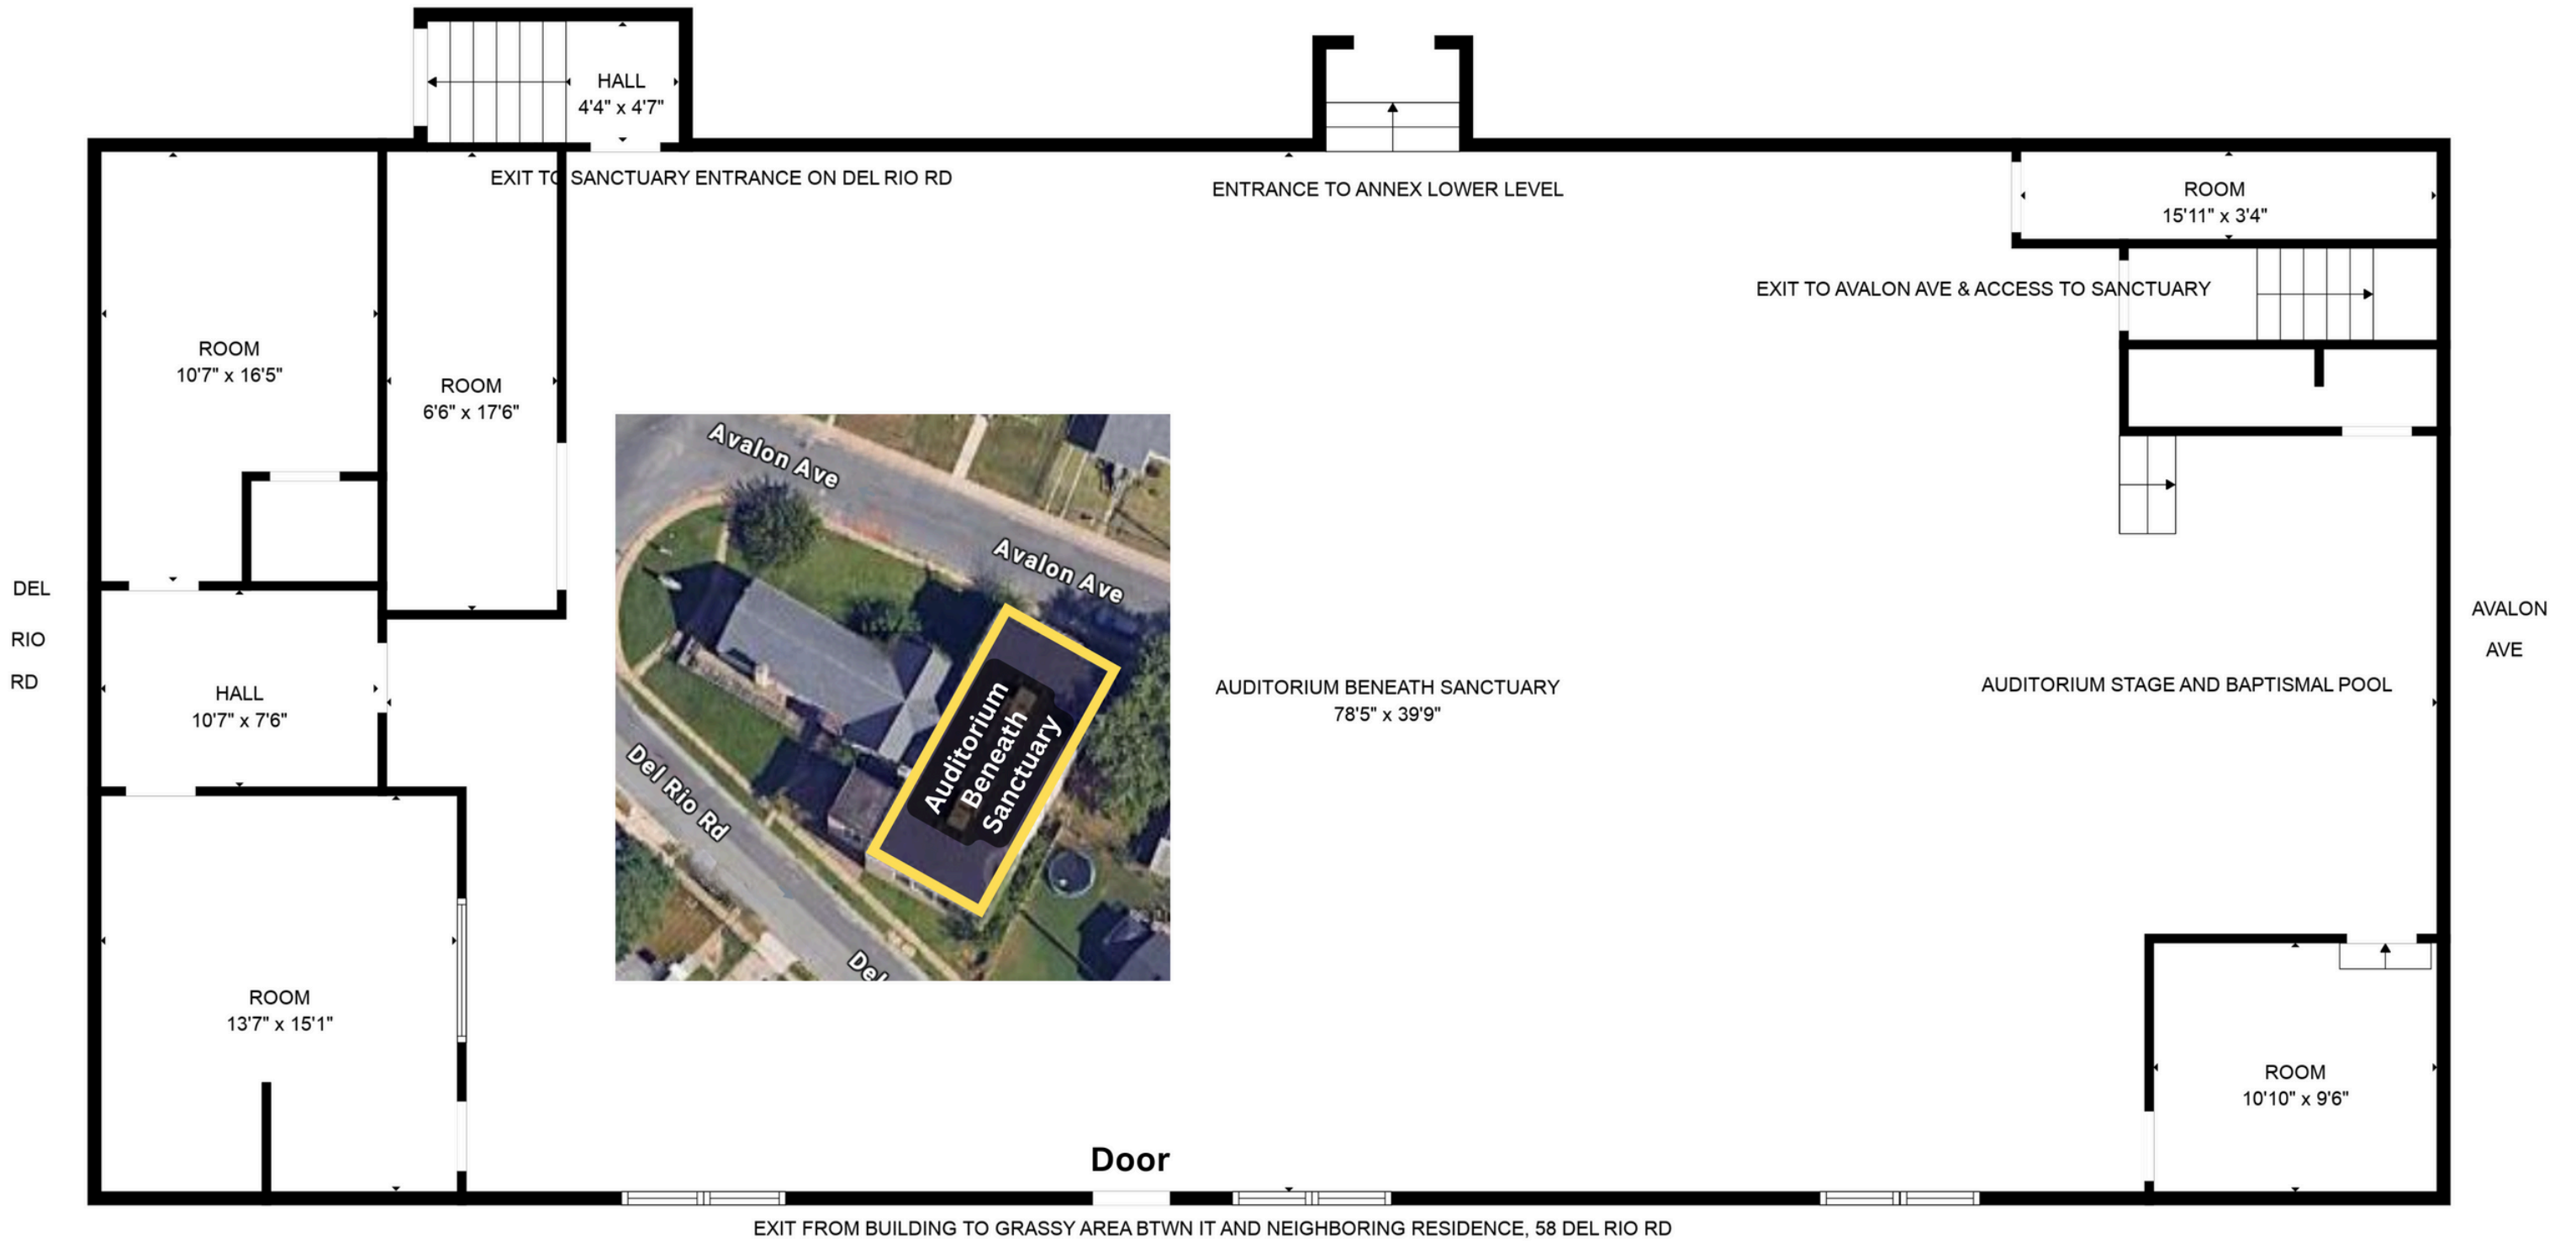 HALL
4'4" x 4'7"
EXIT TO SANCTUARY ENTRANCE ON DEL RIO RD
ENTRANCE TO ANNEX LOWER LEVEL
ROOM
15'11" x 3'4"
EXIT TO AVALON AVE & ACCESS TO SANCTUARY
ROOM
10'7" x 16'5"
ROOM
6'6" x 17'6"
Avalon Ave
Avalon Ave
Auditorium
Beneath
Sanctuary
Del Rio Rd
Del
DEL
RIO
RD
HALL
10'7" x 7'6"
AUDITORIUM BENEATH SANCTUARY
78'5" x 39'9"
AUDITORIUM STAGE AND BAPTISMAL POOL
AVALON
AVE
ROOM
13'7" x 15'1"
ROOM
10'10" x 9'6"
Door
EXIT FROM BUILDING TO GRASSY AREA BTWN IT AND NEIGHBORING RESIDENCE, 58 DEL RIO RD